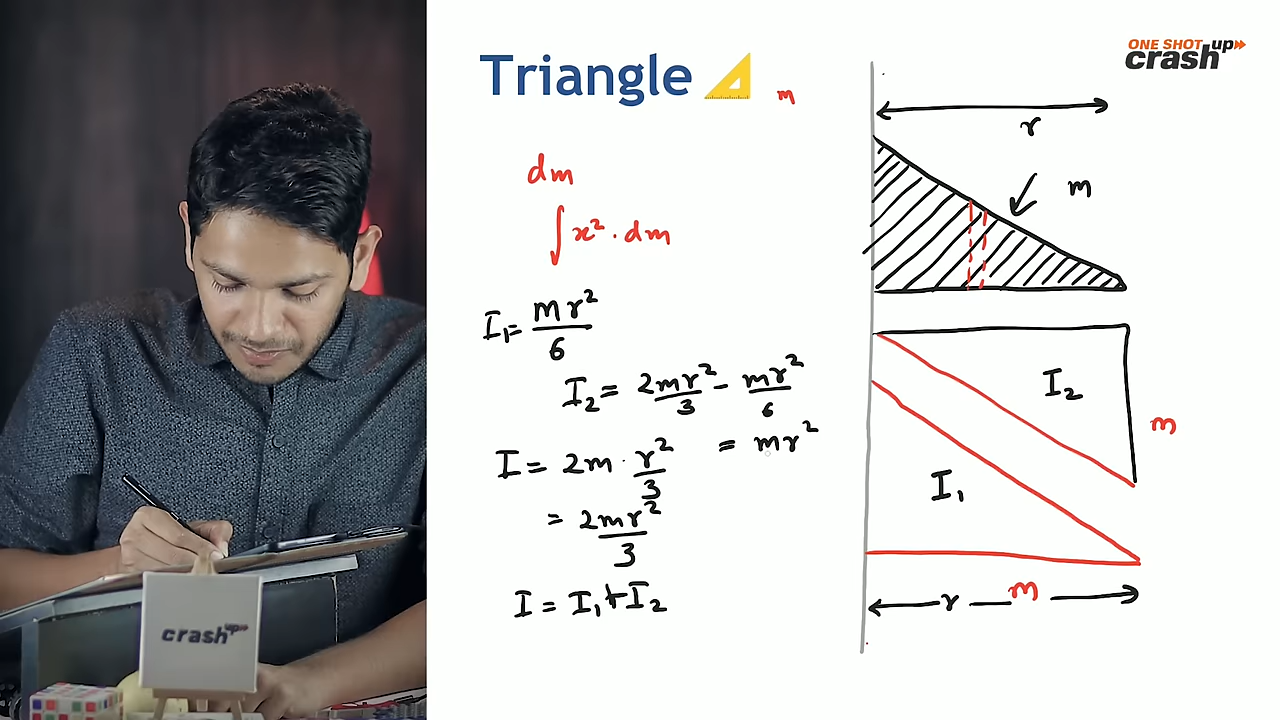 Triangle
m
ONE SHOT
crash up
r
m
dm
∫ x² · dm
I₁ = mr²/6
I₂ = 2mr²/3 - mr²/6
= mr²
I = 2m · r²/3
= 2mr²/3
I = I₁ + I₂
I₂
m
I₁
r
m
crash up